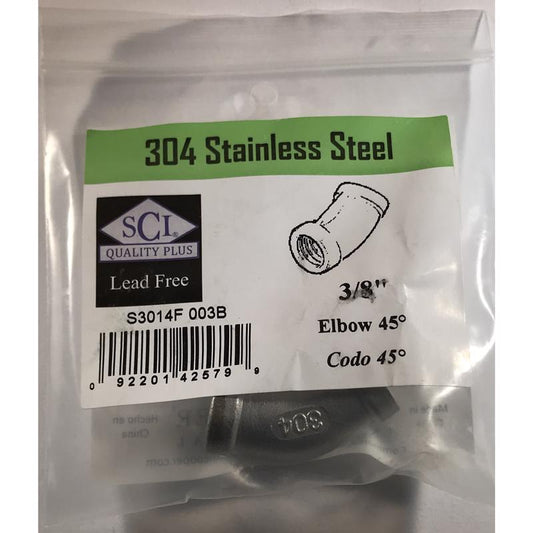 304 Stainless Steel
SCI®
QUALITY PLUS
Lead Free
3/8"
S3014F 003B
Elbow 45°
0 92201 42579 9
Codo 45°
304
Made in
Hecho en
China